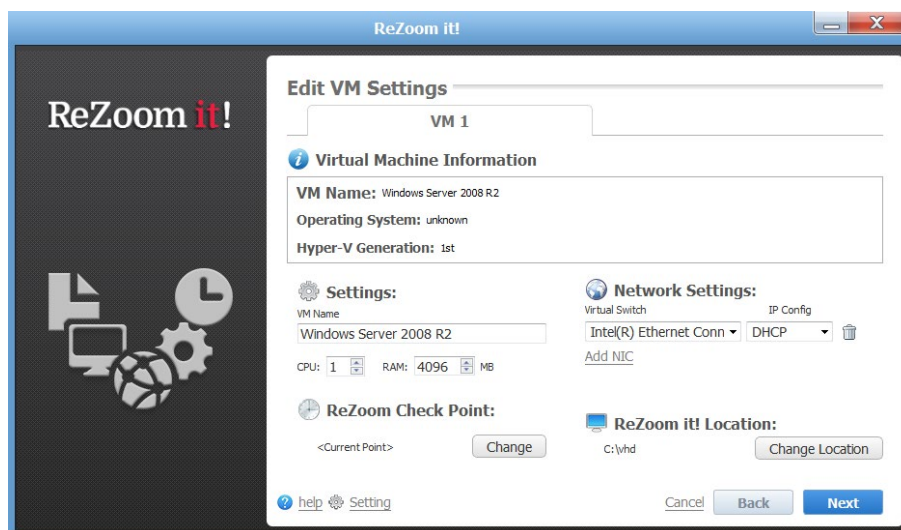 ReZoom it!
ReZoom it!
Edit VM Settings
VM 1
Virtual Machine Information
VM Name: Windows Server 2008 R2
Operating System: unknown
Hyper-V Generation: 1st
Settings:
VM Name
Windows Server 2008 R2
CPU: 1 RAM: 4096 MB
Network Settings:
Virtual Switch IP Config
Intel(R) Ethernet Conn DHCP
Add NIC
ReZoom Check Point:
<Current Point> Change
ReZoom it! Location:
C:\vhd Change Location
help Setting
Cancel Back Next